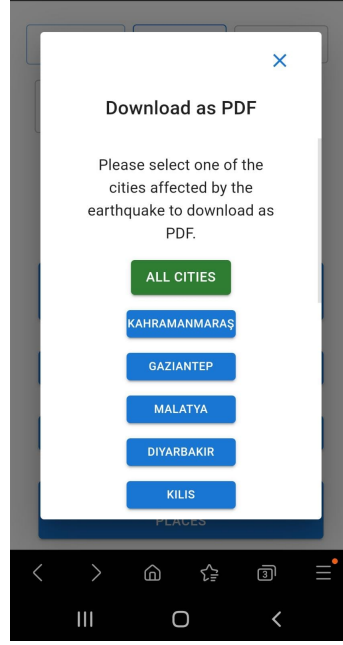 Download as PDF
Please select one of the
cities affected by the
earthquake to download as
PDF.
ALL CITIES
KAHRAMANMARAŞ
GAZIANTEP
MALATYA
DIYARBAKIR
KILIS
PLACES
3